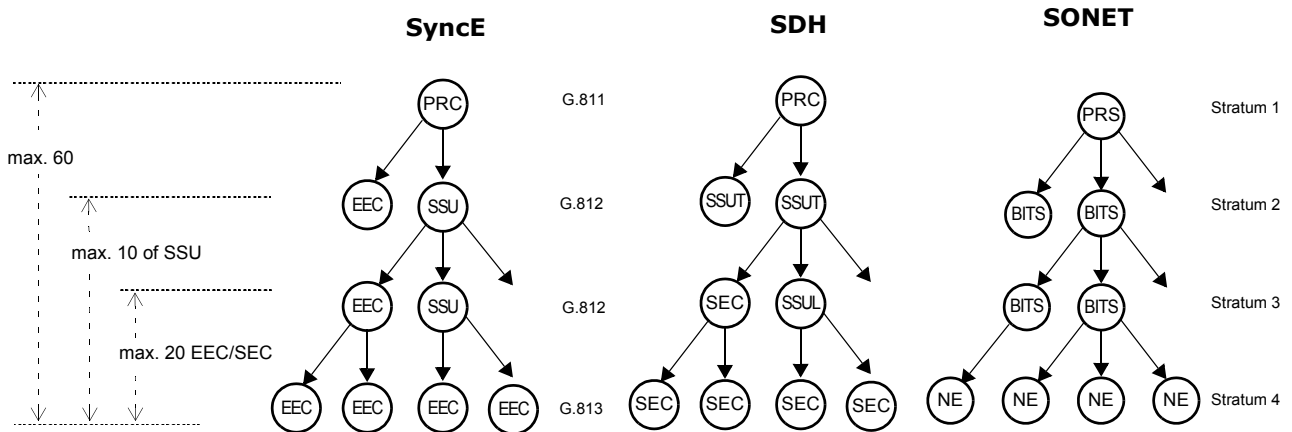 SyncE SDH SONET
PRC G.811 PRC PRS Stratum 1
max. 60
EEC SSU G.812 SSUT SSUT BITS BITS Stratum 2
max. 10 of SSU
EEC SSU G.812 SEC SSUL BITS BITS Stratum 3
max. 20 EEC/SEC
EEC EEC EEC EEC G.813 SEC SEC SEC SEC NE NE NE NE Stratum 4